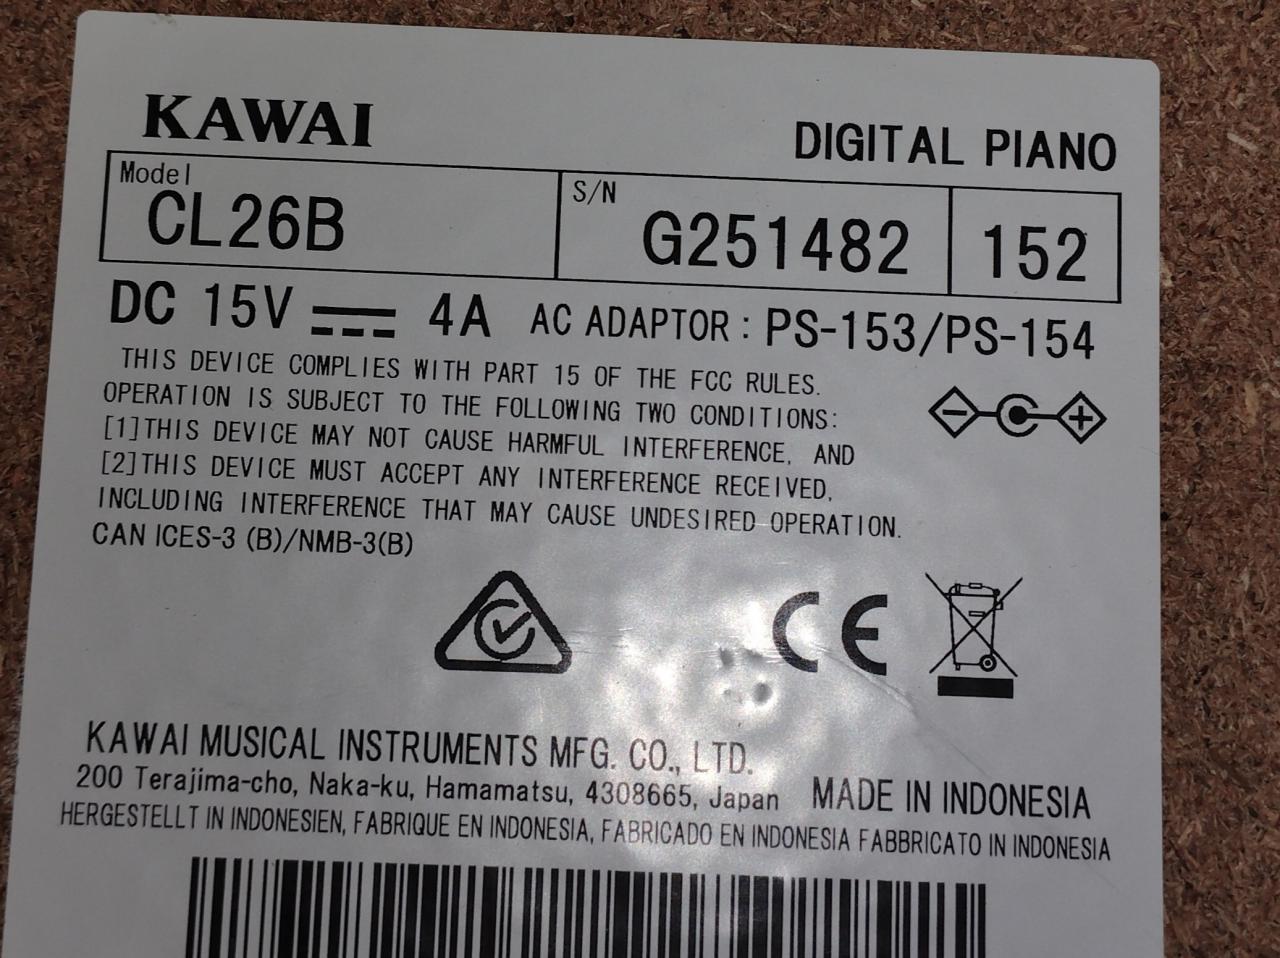 KAWAI
DIGITAL PIANO
Model
CL26B
S/N
G251482
152
DC 15V 4A AC ADAPTOR : PS-153/PS-154
THIS DEVICE COMPLIES WITH PART 15 OF THE FCC RULES.
OPERATION IS SUBJECT TO THE FOLLOWING TWO CONDITIONS:
[1]THIS DEVICE MAY NOT CAUSE HARMFUL INTERFERENCE, AND
[2]THIS DEVICE MUST ACCEPT ANY INTERFERENCE RECEIVED,
INCLUDING INTERFERENCE THAT MAY CAUSE UNDESIRED OPERATION.
CAN ICES-3 (B)/NMB-3(B)
CE
KAWAI MUSICAL INSTRUMENTS MFG. CO., LTD.
200 Terajima-cho, Naka-ku, Hamamatsu, 4308665, Japan MADE IN INDONESIA
HERGESTELLT IN INDONESIEN, FABRIQUE EN INDONESIA, FABRICADO EN INDONESIA FABBRICATO IN INDONESIA